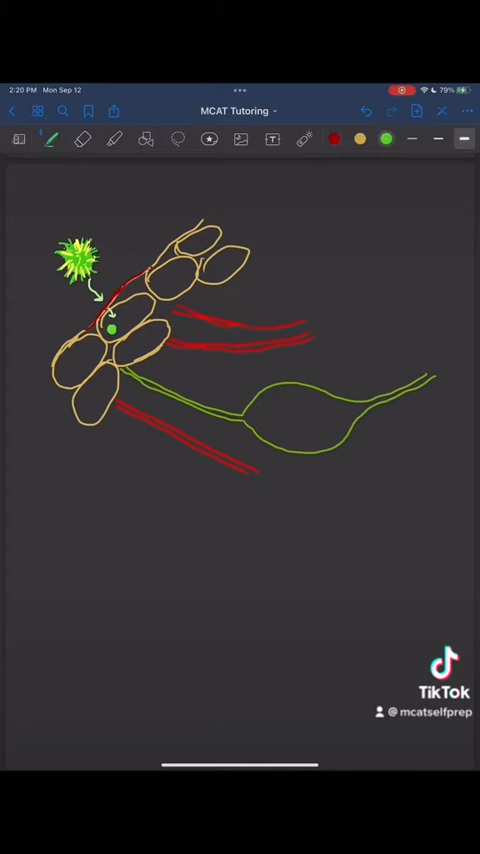 2:20 PM Mon Sep 12
79%
MCAT Tutoring
T
TikTok
@mcatselfprep